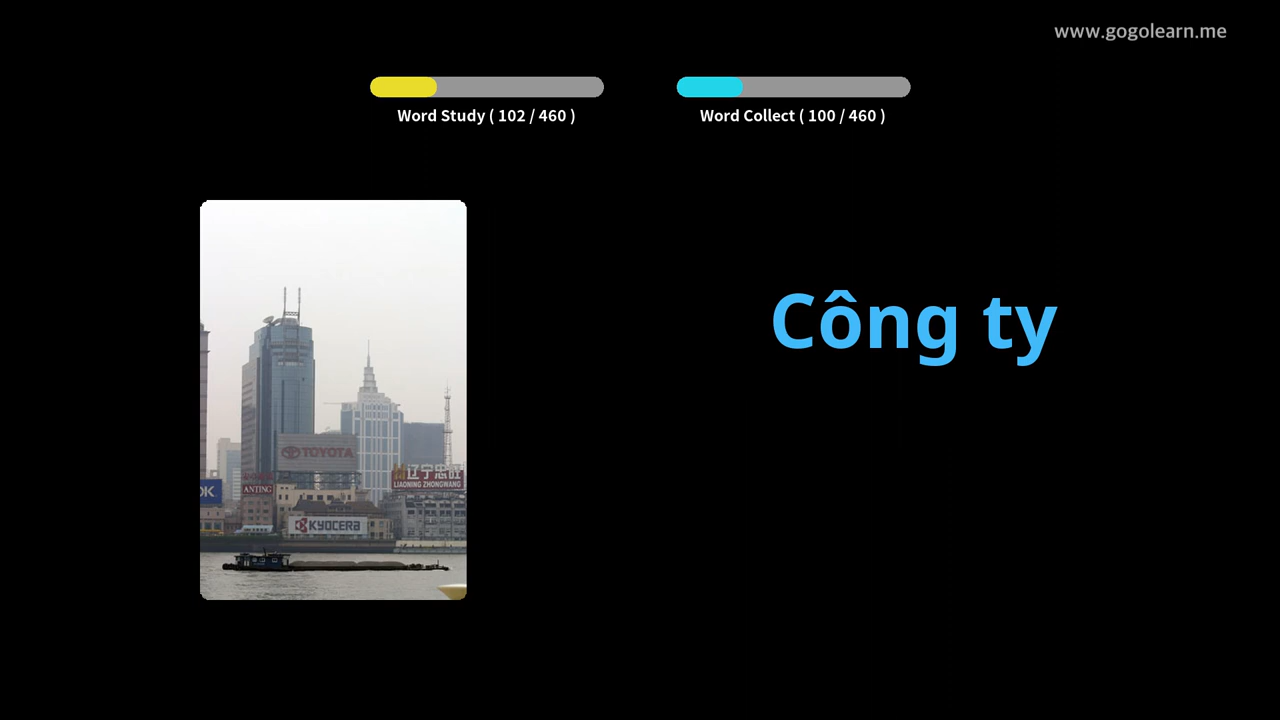 www.gogolearn.me
Word Study ( 102 / 460 )
Word Collect ( 100 / 460 )
Công ty
TOYOTA
辽宁忠旺
LIAONING ZHONGWANG
OK
ANTING
KYOCERA